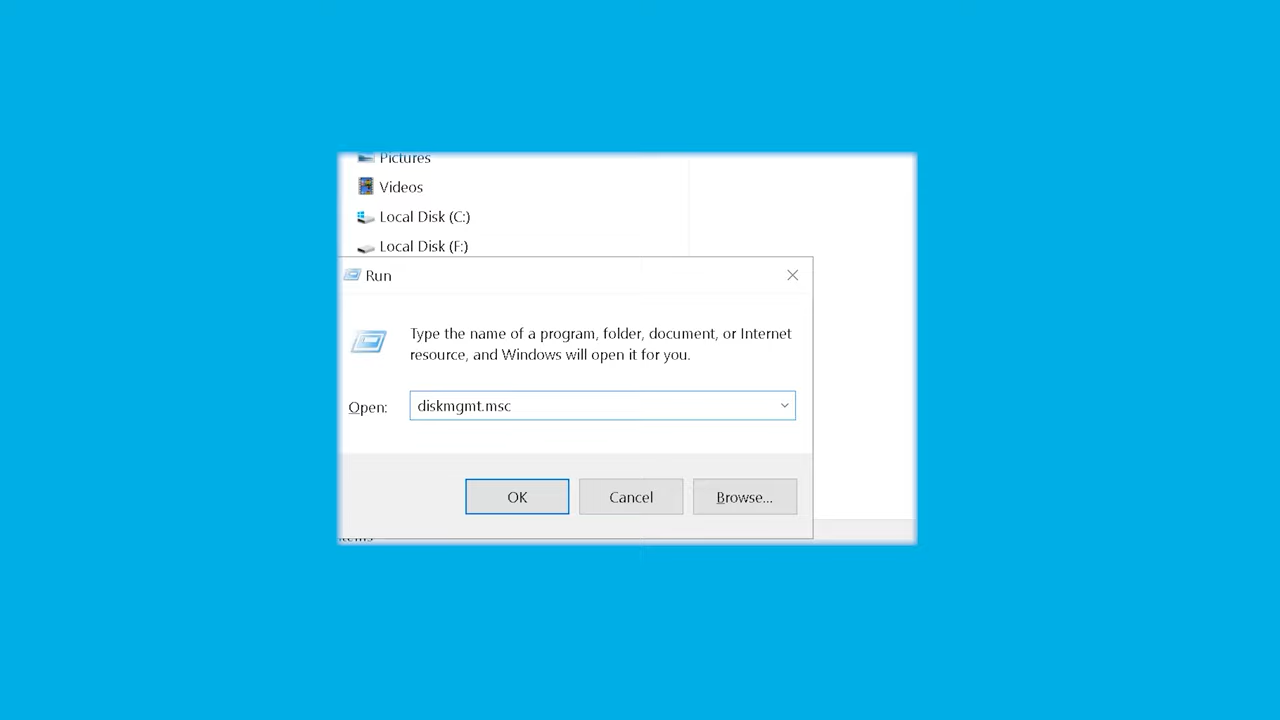 Pictures
Videos
Local Disk (C:)
Local Disk (F:)
Run
Type the name of a program, folder, document, or Internet
resource, and Windows will open it for you.
Open:
diskmgmt.msc
OK
Cancel
Browse...